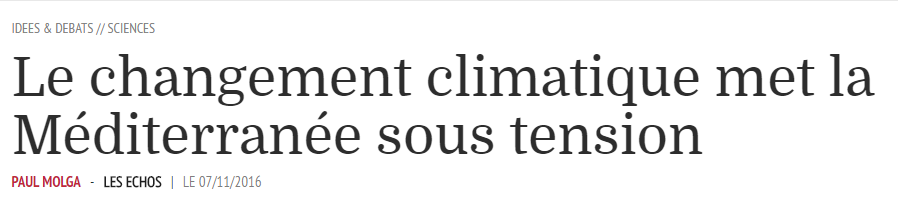 IDEES & DEBATS // SCIENCES
Le changement climatique met la
Méditerranée sous tension
PAUL MOLGA - LES ECHOS | LE 07/11/2016